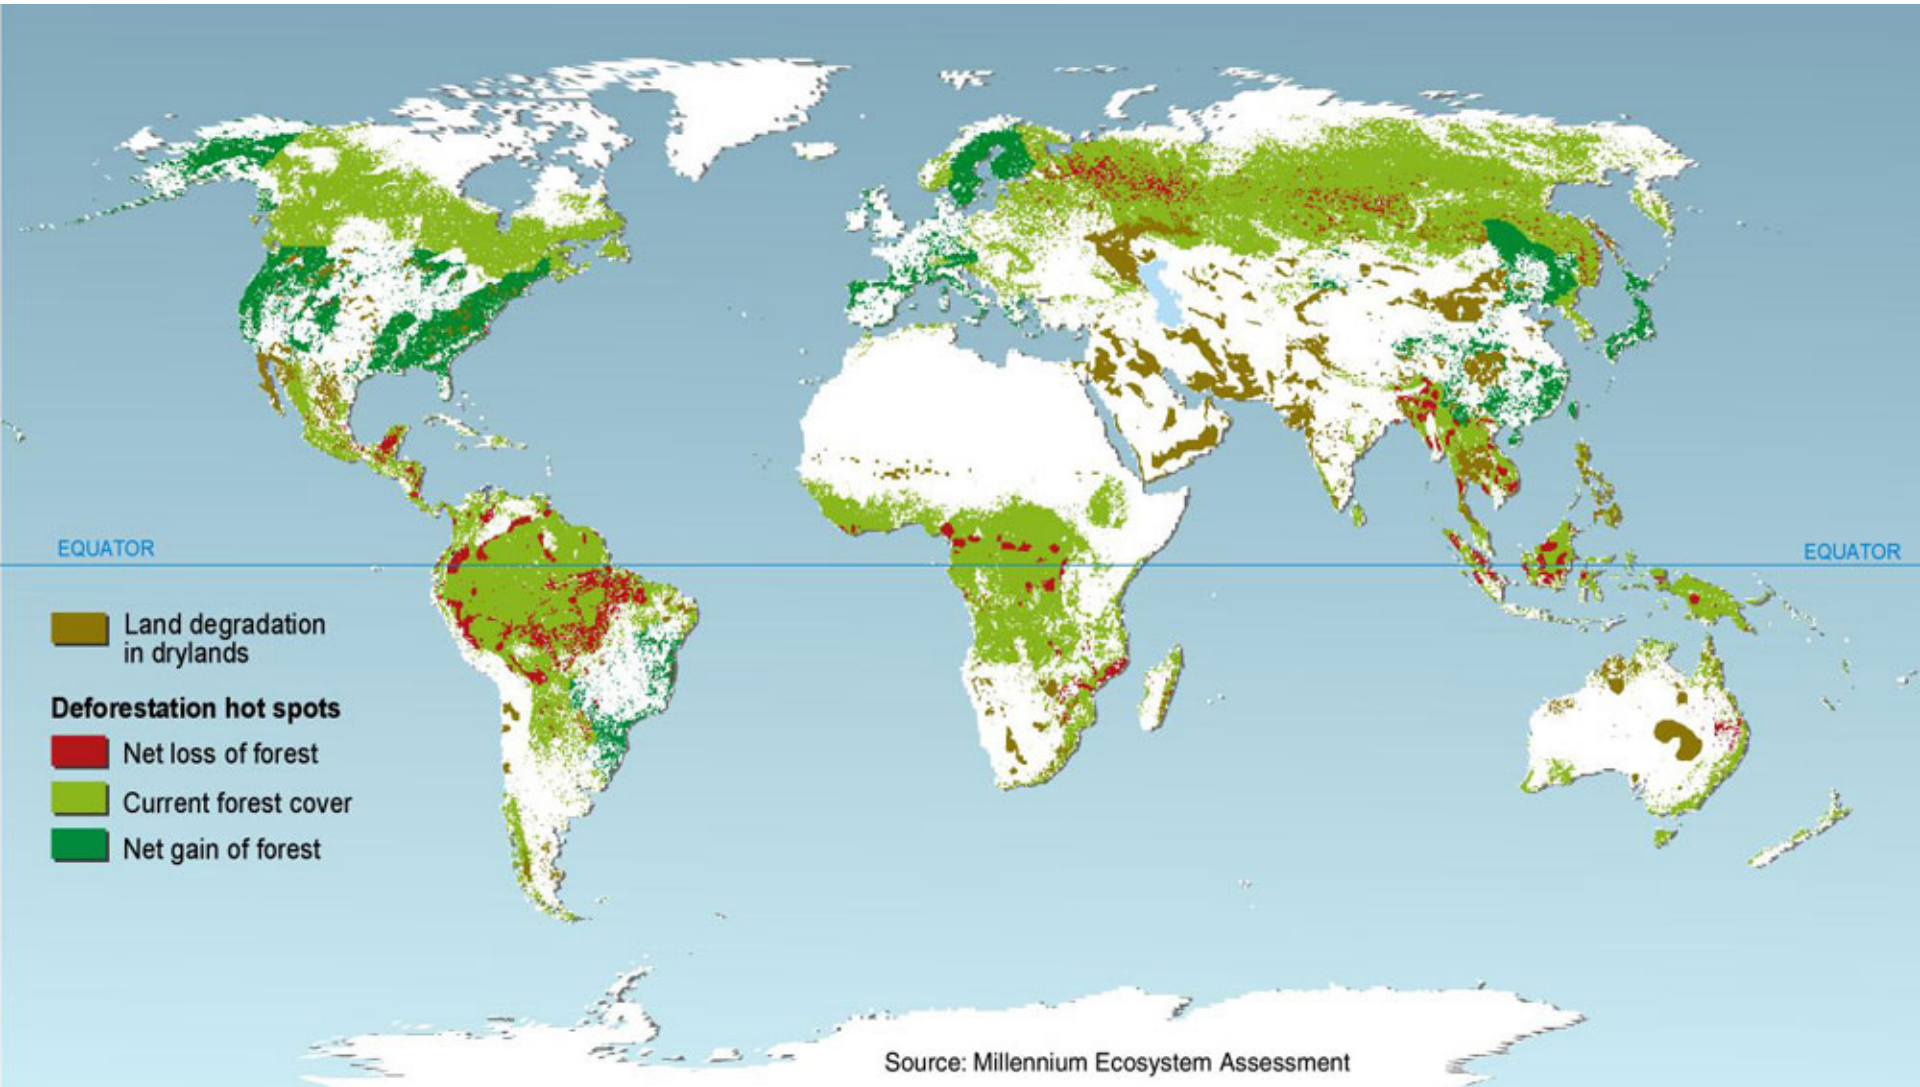 EQUATOR
EQUATOR
Land degradation
in drylands
Deforestation hot spots
Net loss of forest
Current forest cover
Net gain of forest
Source: Millennium Ecosystem Assessment